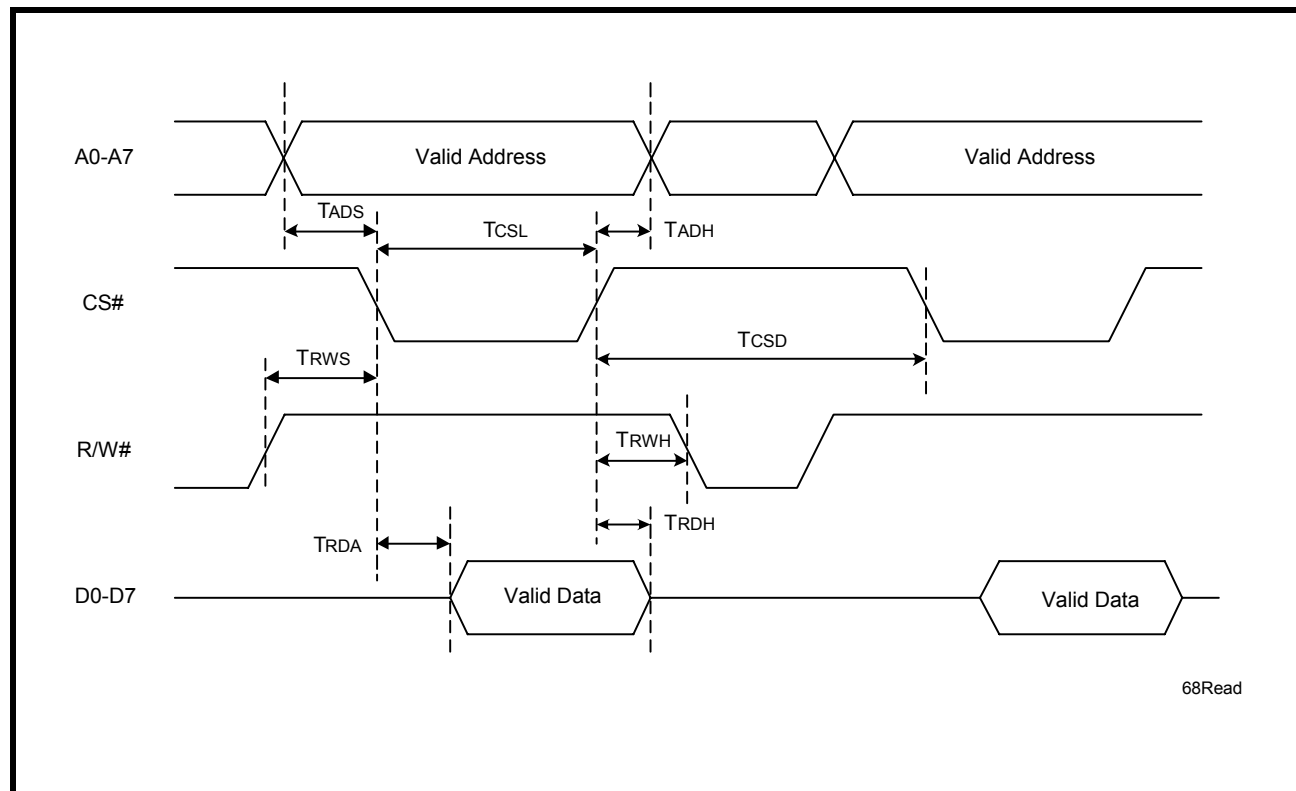 A0-A7
Valid Address
Valid Address
TADS
TCSL
TADH
CS#
TCSD
TRWS
R/W#
TRWH
TRDH
TRDA
D0-D7
Valid Data
Valid Data
68Read